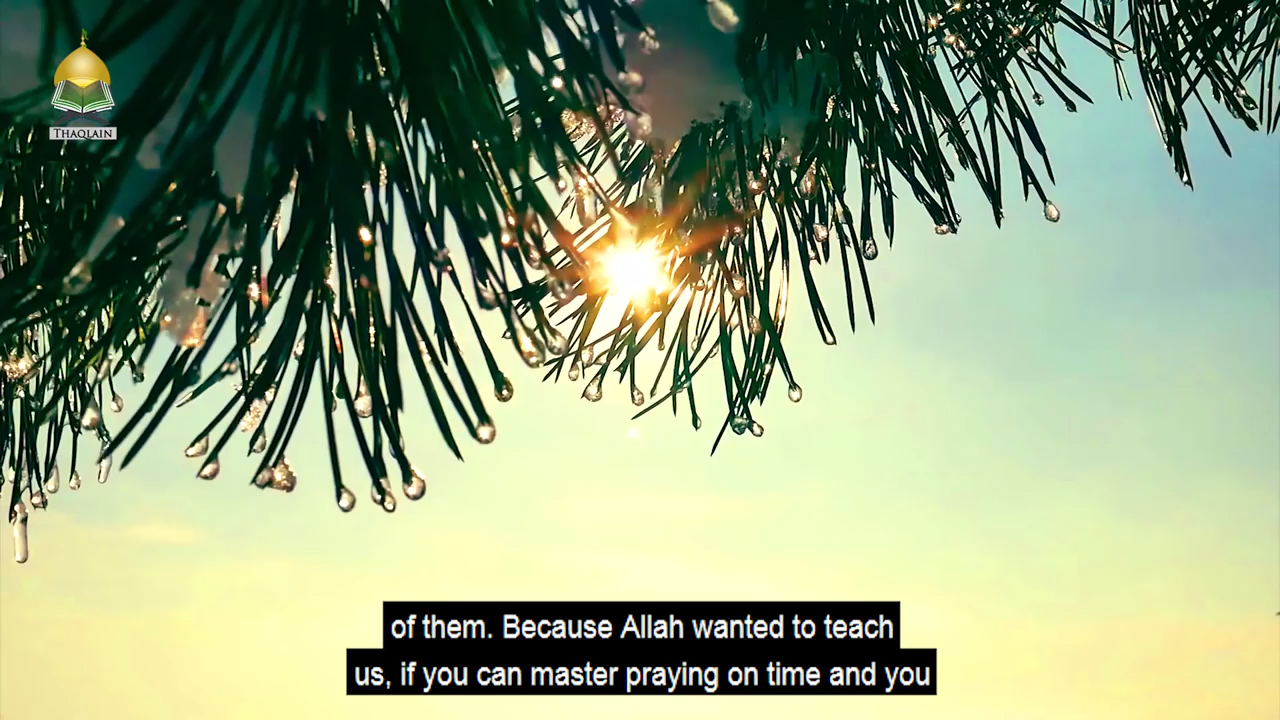 THAQLAIN
of them. Because Allah wanted to teach
us, if you can master praying on time and you